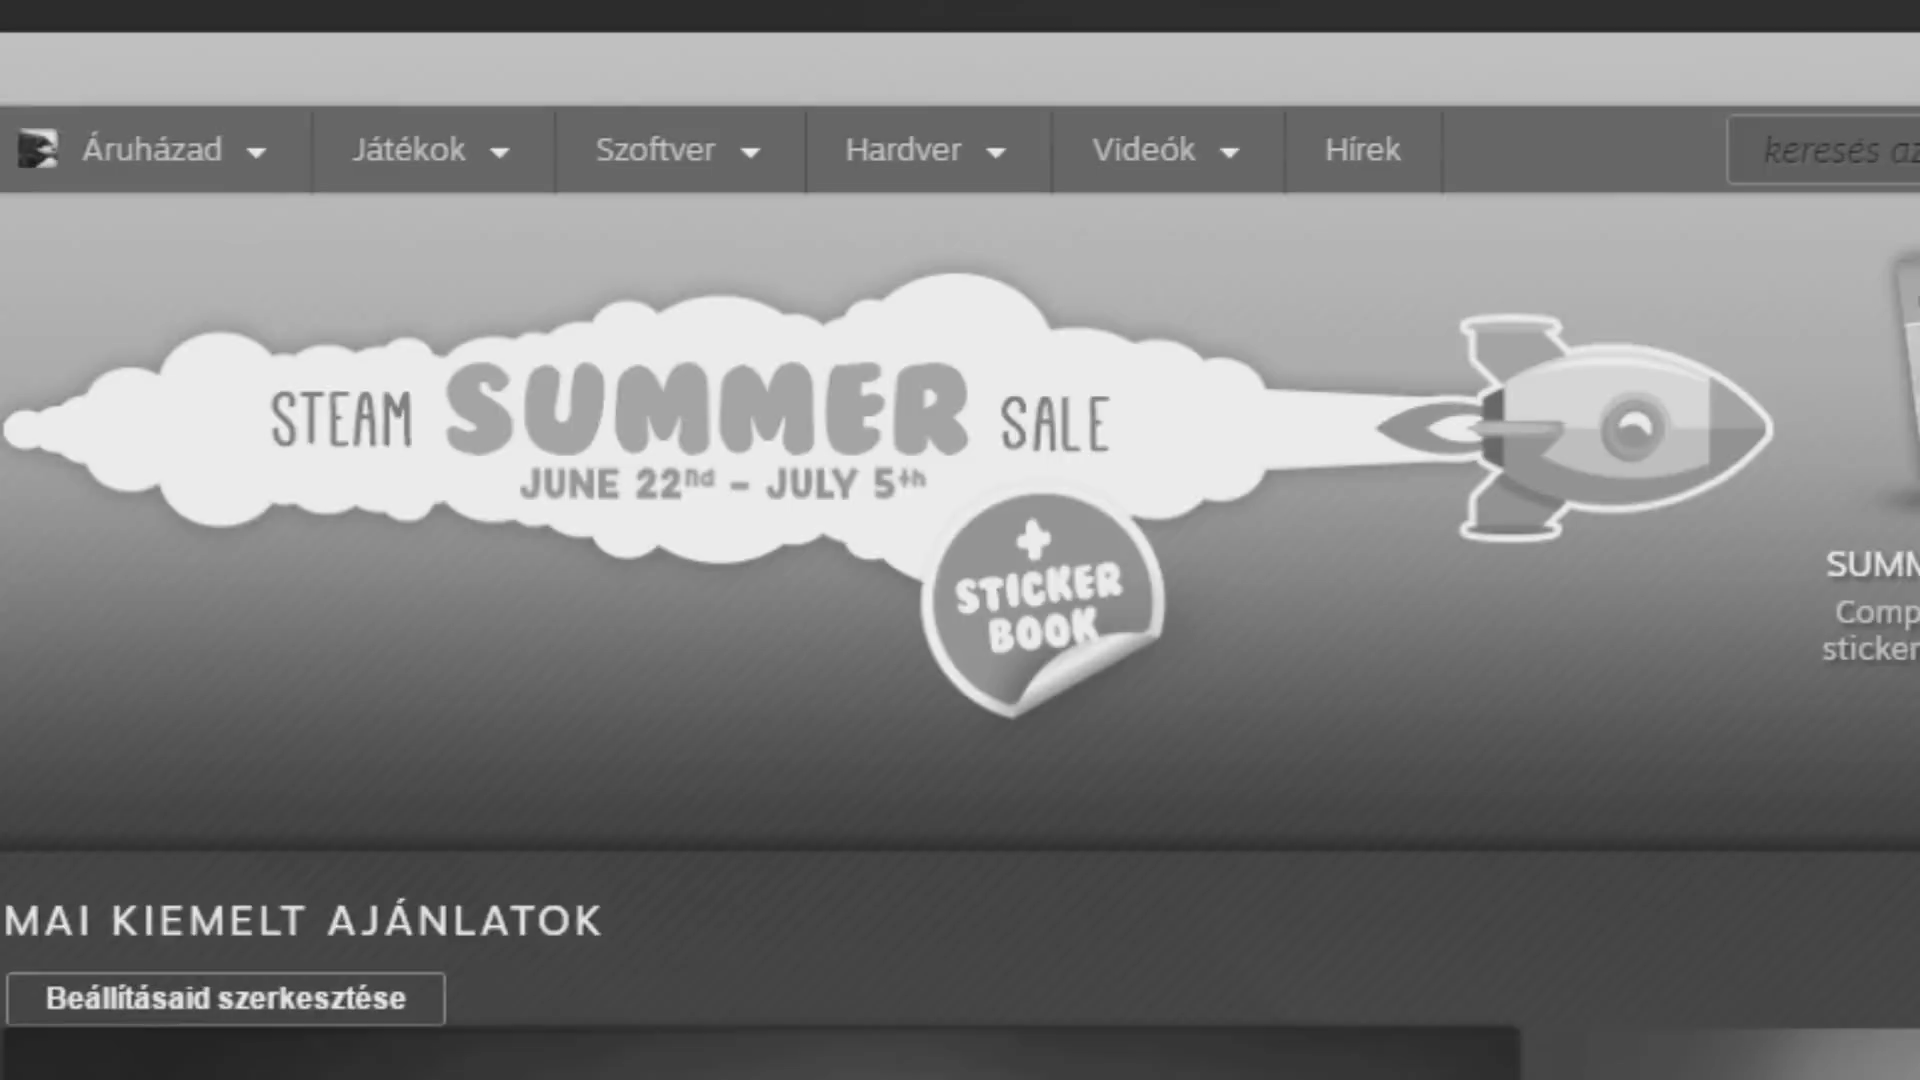 Áruházad Játékok Szoftver Hardver Videók Hírek keresés
STEAM SUMMER SALE
JUNE 22nd – JULY 5th
+
STICKER
BOOK
MAI KIEMELT AJÁNLATOK
Beállításaid szerkesztése